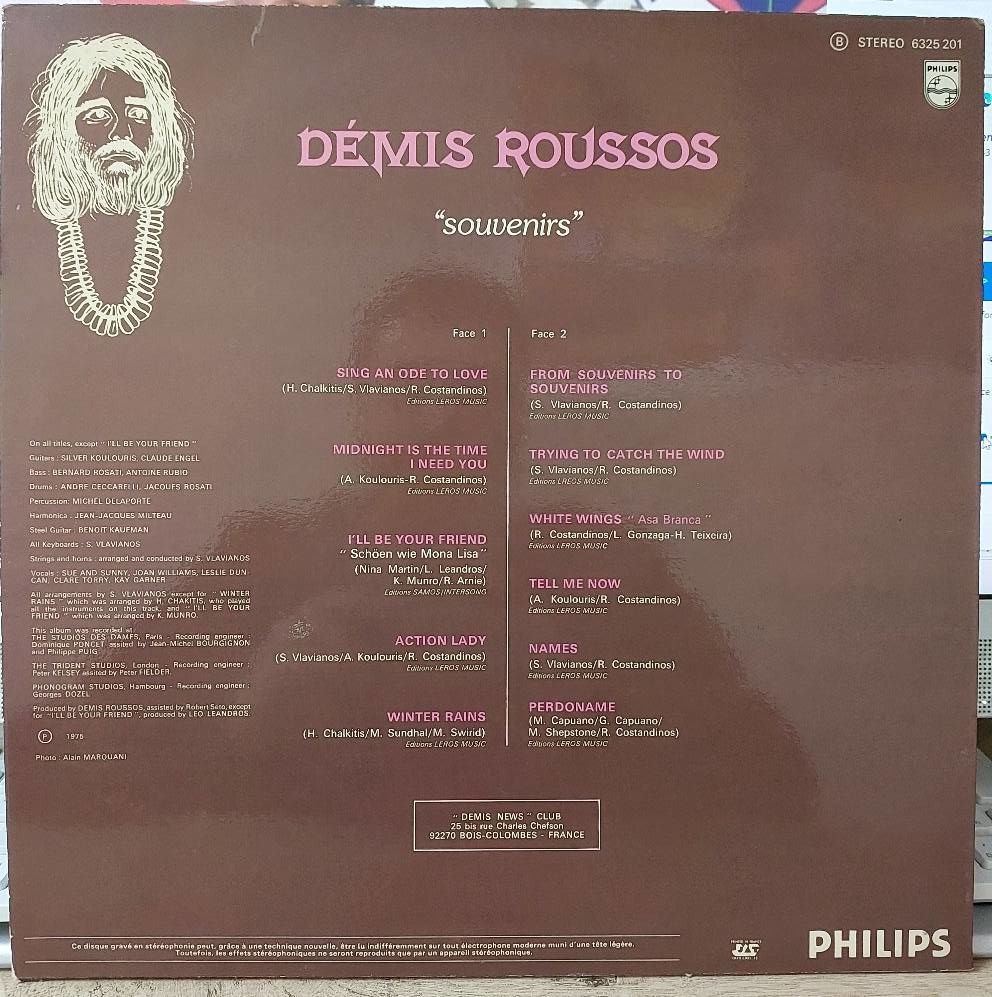 Ⓑ STEREO 6325 201
PHILIPS
DÉMIS ROUSSOS
“souvenirs”
Face 1
SING AN ODE TO LOVE
(H. Chalkitis/S. Vlavianos/R. Costandinos)
Editions LEROS MUSIC
MIDNIGHT IS THE TIME
I NEED YOU
(A. Koulouris-R. Costandinos)
Editions LEROS MUSIC
I'LL BE YOUR FRIEND
“ Schöen wie Mona Lisa ”
(Nina Martin/L. Leandros/
K. Munro/R. Arnie)
Editions SAMOS/INTERSONG
ACTION LADY
(S. Vlavianos/A. Koulouris/R. Costandinos)
Editions LEROS MUSIC
WINTER RAINS
(H. Chalkitis/M. Sundhal/M. Swirid)
Editions LEROS MUSIC
Face 2
FROM SOUVENIRS TO
SOUVENIRS
(S. Vlavianos/R. Costandinos)
Editions LEROS MUSIC
TRYING TO CATCH THE WIND
(S. Vlavianos/R. Costandinos)
Editions LREOS MUSIC
WHITE WINGS “ Asa Branca ”
(R. Costandinos/L. Gonzaga-H. Teixeira)
Editions LEROS MUSIC
TELL ME NOW
(A. Koulouris/R. Costandinos)
Editions LEROS MUSIC
NAMES
(S. Vlavianos/R. Costandinos)
Editions LEROS MUSIC
PERDONAME
(M. Capuano/G. Capuano/
M. Shepstone/R. Costandinos)
Editions LEROS MUSIC
On all titles, except “ I'LL BE YOUR FRIEND ”
Guitars : SILVER KOULOURIS, CLAUDE ENGEL
Bass : BERNARD ROSATI, ANTOINE RUBIO
Drums : ANDRE CECCARELLI, JACQUES ROSATI
Percussion: MICHEL DELAPORTE
Harmonica : JEAN-JACQUES MILTEAU
Steel Guitar : BENOIT KAUFMAN
All Keyboards : S. VLAVIANOS
Strings and horns : arranged and conducted by S. VLAVIANOS
Vocals : SUE AND SUNNY, JOAN WILLIAMS, LESLIE DUN-
CAN, CLARE TORRY, KAY GARNER
All arrangements by S. VLAVIANOS except for “ WINTER
RAINS ” which was arranged by H. CHAKITIS, who played
all the instruments on this track, and “ I'LL BE YOUR
FRIEND ” which was arranged by K. MUNRO.
This album was recorded at :
THE STUDIOS DES DAMES, Paris - Recording engineer :
Dominique PONCET assited by Jean-Michel BOURGIGNON
and Philippe PUIG
THE TRIDENT STUDIOS, London - Recording engineer :
Peter KELSEY assited by Peter FIELDER.
PHONOGRAM STUDIOS, Hambourg - Recording engineer :
Georges DOZEL
Produced by DEMIS ROUSSOS, assisted by Robert Seto, except
for “I'LL BE YOUR FRIEND”, produced by LEO LEANDROS.
Ⓟ 1975
Photo : Alain MAROUANI
“ DEMIS NEWS ” CLUB
25 bis rue Charles Chefson
92270 BOIS-COLOMBES - FRANCE
Ce disque gravé en stéréophonie peut, grâce à une technique nouvelle, être lu indifféremment sur tout électrophone moderne muni d'une tête légère.
Toutefois, les effets stéréophoniques ne seront reproduits que par un appareil stéréophonique.
PRINTED IN FRANCE
PHILIPS